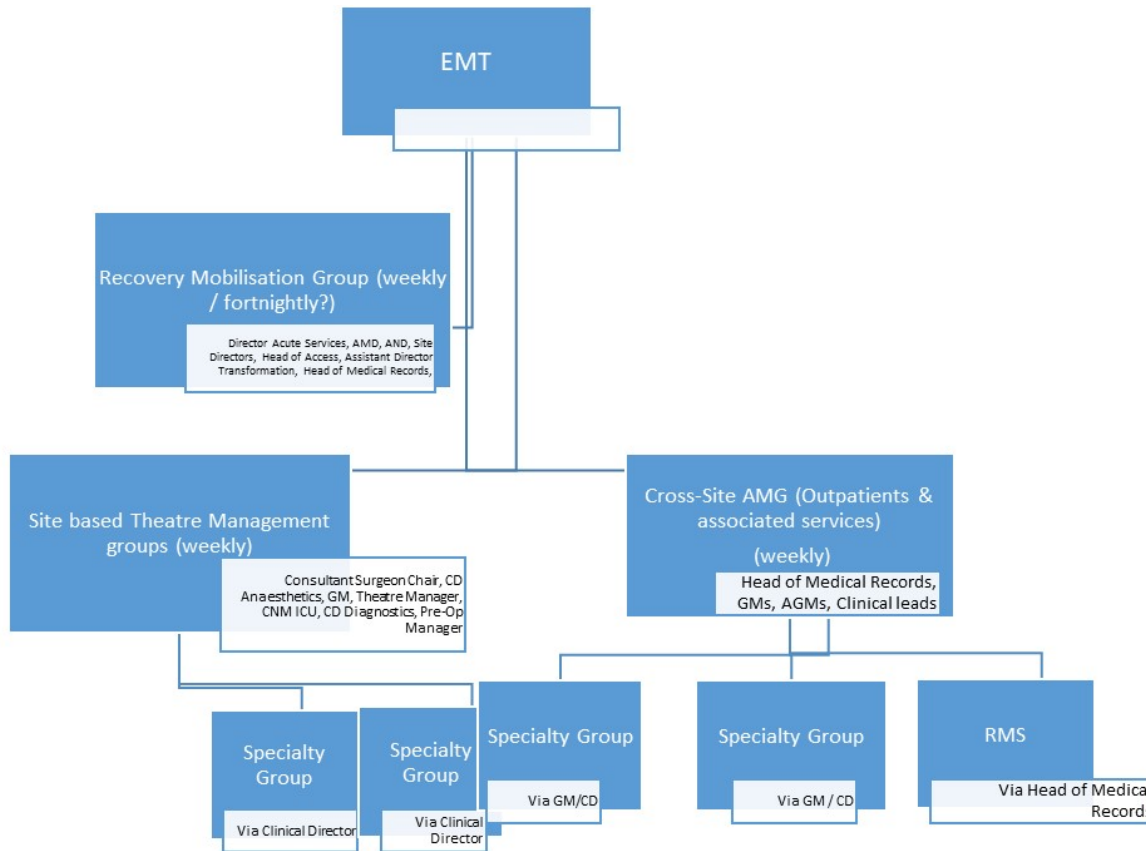 EMT
Recovery Mobilisation Group (weekly
/ fortnightly?)
Director Acute Services, AMD, AND, Site
Directors, Head of Access, Assistant Director
Transformation, Head of Medical Records,
Site based Theatre Management
groups (weekly)
Consultant Surgeon Chair, CD
Anaesthetics, GM, Theatre Manager,
CNM ICU, CD Diagnostics, Pre-Op
Manager
Cross-Site AMG (Outpatients &
associated services)
(weekly)
Head of Medical Records,
GMs, AGMs, Clinical leads
Specialty
Group
Via Clinical Director
Specialty
Group
Via Clinical
Director
Specialty Group
Via GM/CD
Specialty Group
Via GM / CD
RMS
Via Head of Medical
Records